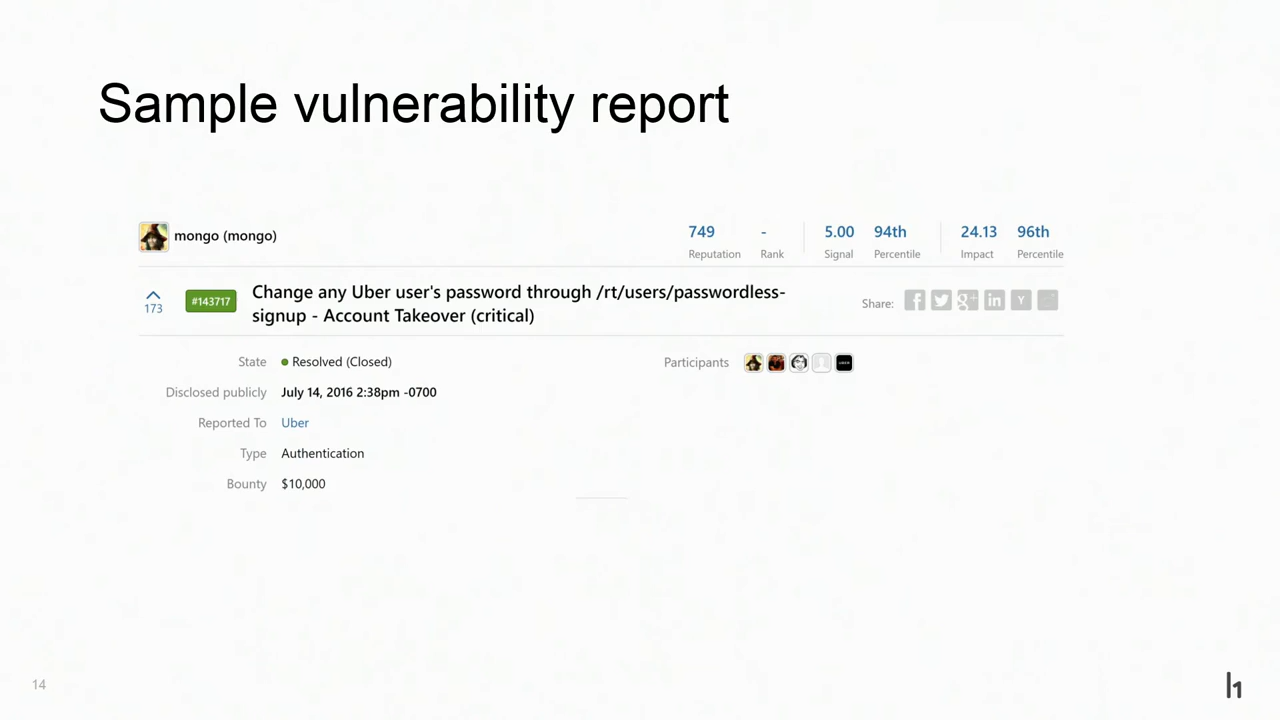 Sample vulnerability report
mongo (mongo)
749 - 5.00 94th 24.13 96th
Reputation Rank Signal Percentile Impact Percentile
173
#143717
Change any Uber user's password through /rt/users/passwordless-
signup - Account Takeover (critical)
Share:
State Resolved (Closed)
Participants
Disclosed publicly July 14, 2016 2:38pm -0700
Reported To Uber
Type Authentication
Bounty $10,000
14
h1